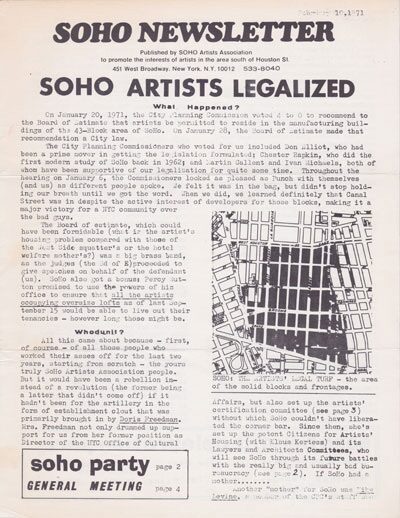 February 10, 1971
SOHO NEWSLETTER
Published by SOHO Artists Association
to promote the interests of artists in the area south of Houston St.
451 West Broadway, New York, N.Y. 10012 533-8040
SOHO ARTISTS LEGALIZED
What Happened?
On January 20, 1971, the City Planning Commission voted 4 to 0 to recommend to
the Board of Estimate that artists be permitted to reside in the manufacturing buil-
dings of the 43-Block area of SoHo. On January 28, the Board of Estimate made that
recommendation a City law.
The City Planning Commissioners who voted for us included Don Elliot, who had
been a prime mover in getting the legislation formulated; Chester Rapkin, who did the
first modern study of SoHo back in 1962; and Martin Gallent and Ivan Michaels, both of
whom have been supportive of our legalization for quite some time. Throughout the
hearing on January 6, the Commissioners looked as pleased as Punch with themselves
(and us) as different people spoke. We felt it was in the bag, but didn't stop hold-
ing our breath until we got the word. When we did, we learned definitely that Canal
Street was in despite the active interest of developers for those blocks, making it a
major victory for a NYC community over
the bad guys.
The Board of Estimate, which could
have been formidable (what is the artist's
housing problem compared with those of
the East Side squatter's or the hotel
welfare mother's?) was a big brass band,
as the judges (the Bd of E) proceeded to
give speeches on behalf of the defendant
(us). SoHo also got a bonus; Percy Sut-
ton promised to use the powers of his
office to ensure that all the artists
occupying oversize lofts as of last Sep-
tember 15 would be able to live out their
tenancies - however long those might be.
Whodunit?
All this came about because - first,
of course - of all those people who
worked their asses off for the last two
years, starting from scratch - the yours
truly SoHo Artists Association people.
But it would have been a rebellion in-
stead of a revolution (the former being
a latter that didn't come off) if it
hadn't been for the artillery in the
form of establishment clout that was
primarily brought in by Doris Freedman.
Mrs. Freedman not only drummed up sup-
port for us from her former position as
Director of the NYC Office of Cultural
soho party page 2
GENERAL MEETING page 4
SOHO: THE ARTISTS' LEGAL TURF - the area
of the solid blocks and frontages.
Affairs, but also set up the artists'
certification committee (see page 3)
without which SoHo couldn't have libera-
ted the corner bar. Since then, she's
set up the potent Citizens for Artists'
Housing (with Klaus Kertess) and its
Lawyers and Architects Committees, who
will see SoHo through its future battles
with the really big and usually bad bu-
reaucracy (see page 2). If SoHo had a
mother........
Another "mother" for SoHo was
Levine, a member of the CPC's staff who